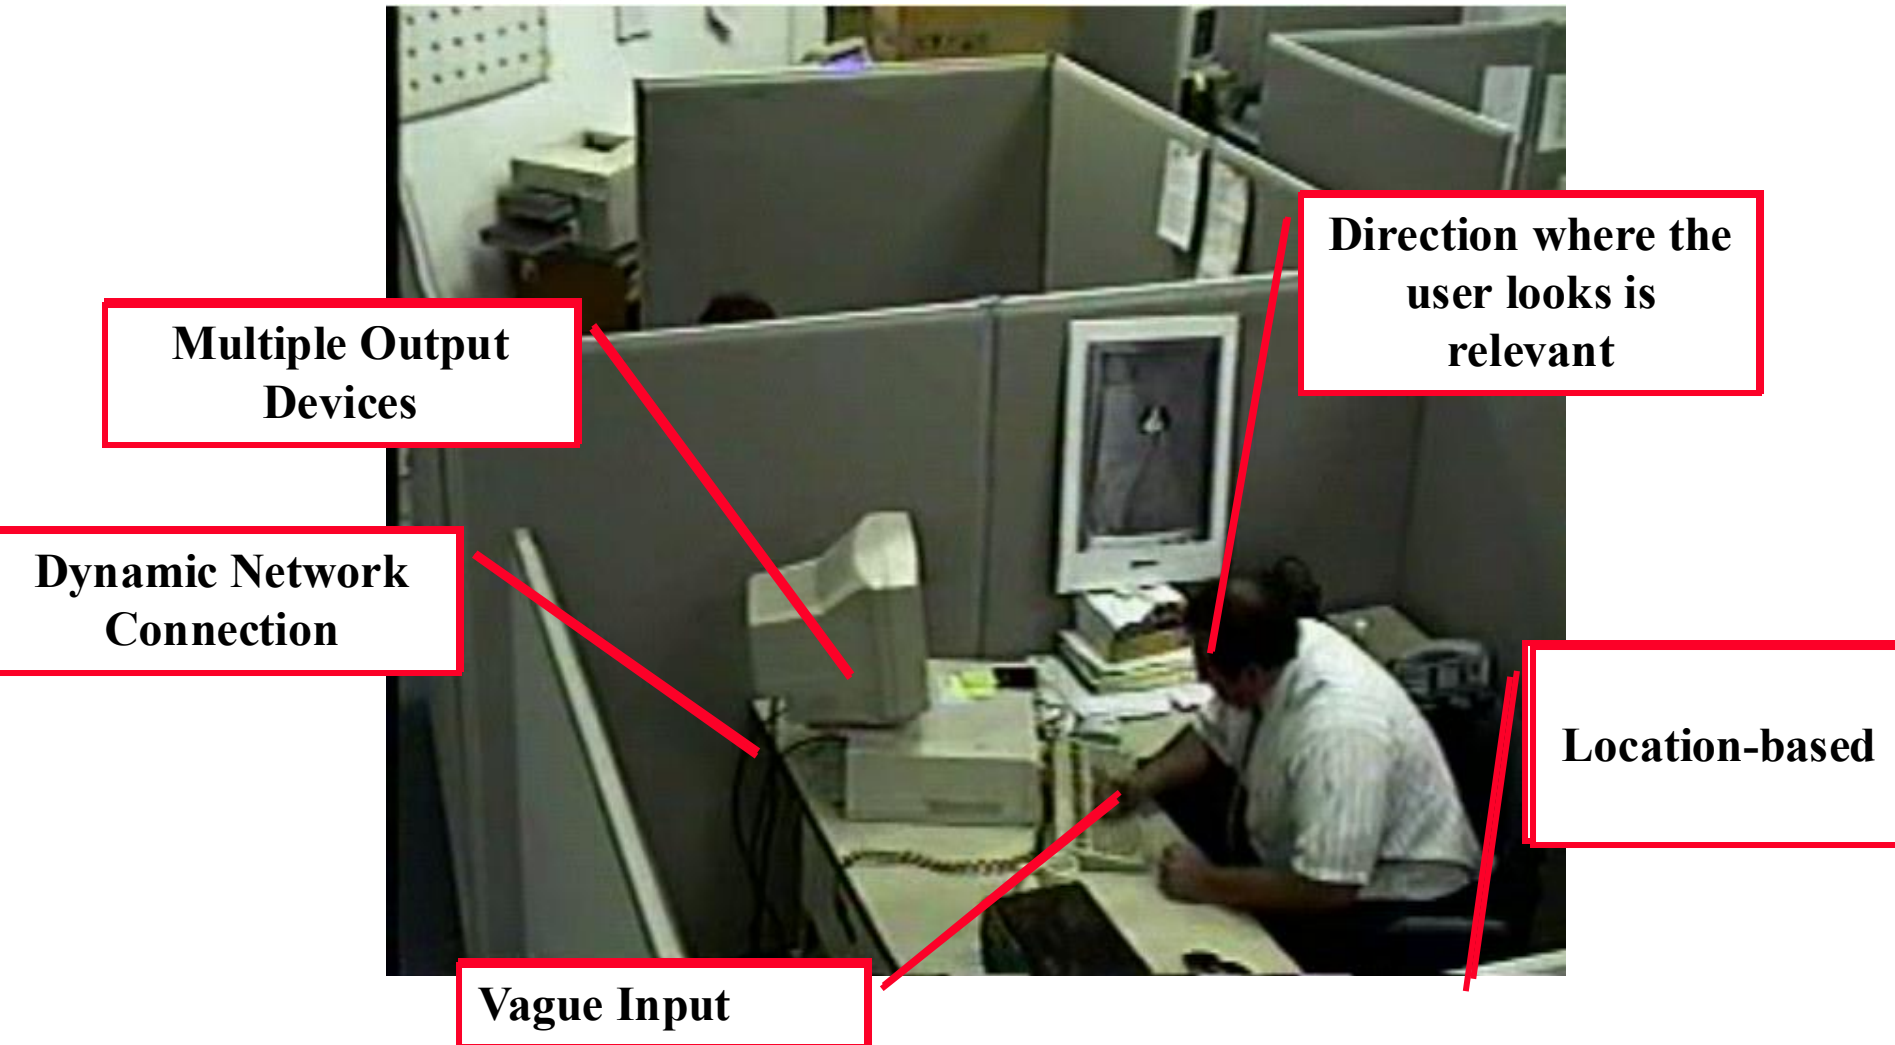 Direction where the
user looks is
relevant
Multiple Output
Devices
Dynamic Network
Connection
Location-based
Vague Input